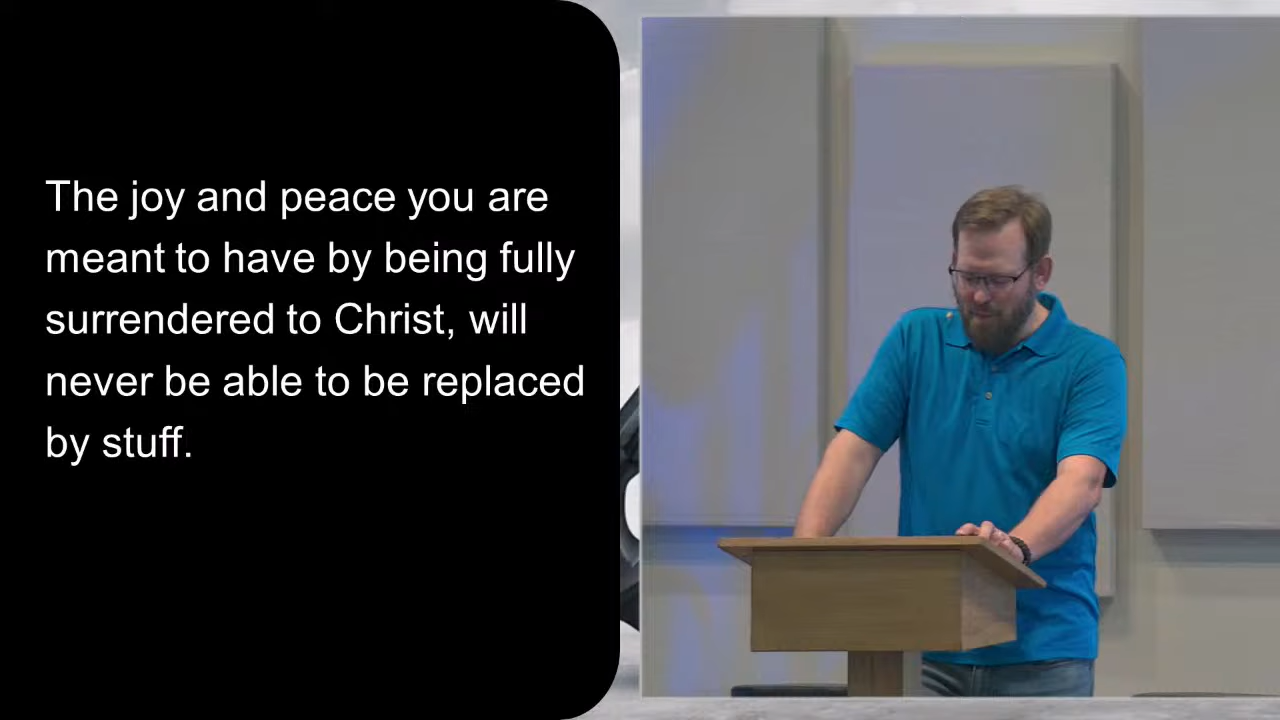 The joy and peace you are
meant to have by being fully
surrendered to Christ, will
never be able to be replaced
by stuff.